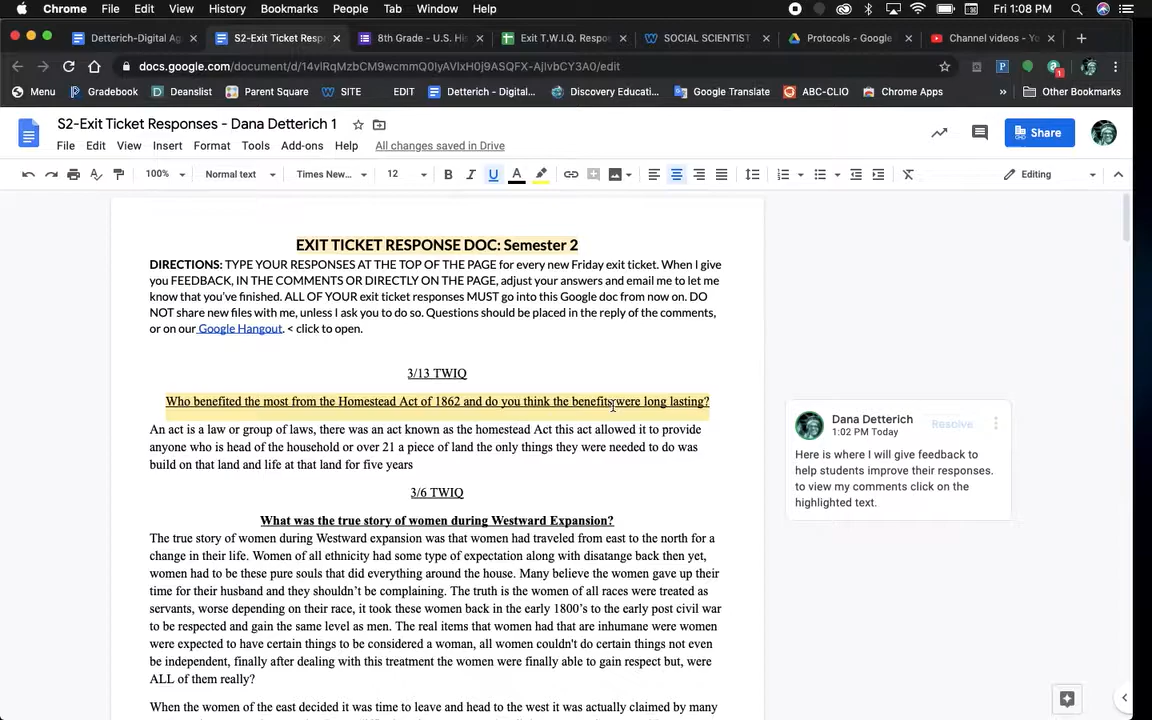 Chrome File Edit View History Bookmarks People Tab Window Help Fri 1:08 PM
Detterich-Digital A S2-Exit Ticket Resp 8th Grade - U.S. His Exit T.W.I.Q. Respo SOCIAL SCIENTIST Protocols - Google Channel videos - Yo
docs.google.com/document/d/14vIRqMzbCM9wcmmQ0IyAVlxH0j9ASQFX-AjIvbCY3A0/edit
Menu Gradebook Deanslist Parent Square SITE EDIT Detterich - Digital... Discovery Educati... Google Translate ABC-CLIO Chrome Apps » Other Bookmarks
S2-Exit Ticket Responses - Dana Detterich 1
Share
File Edit View Insert Format Tools Add-ons Help All changes saved in Drive
100% Normal text Times New... 12 B I U A Editing
EXIT TICKET RESPONSE DOC: Semester 2
DIRECTIONS: TYPE YOUR RESPONSES AT THE TOP OF THE PAGE for every new Friday exit ticket. When I give
you FEEDBACK, IN THE COMMENTS OR DIRECTLY ON THE PAGE, adjust your answers and email me to let me
know that you've finished. ALL OF YOUR exit ticket responses MUST go into this Google doc from now on. DO
NOT share new files with me, unless I ask you to do so. Questions should be placed in the reply of the comments,
or on our Google Hangout. < click to open.
3/13 TWIQ
Who benefited the most from the Homestead Act of 1862 and do you think the benefits were long lasting?
An act is a law or group of laws, there was an act known as the homestead Act this act allowed it to provide
anyone who is head of the household or over 21 a piece of land the only things they were needed to do was
build on that land and life at that land for five years
Dana Detterich
1:02 PM Today
Resolve
Here is where I will give feedback to
help students improve their responses.
to view my comments click on the
highlighted text.
3/6 TWIQ
What was the true story of women during Westward Expansion?
The true story of women during Westward expansion was that women had traveled from east to the north for a
change in their life. Women of all ethnicity had some type of expectation along with disatange back then yet,
women had to be these pure souls that did everything around the house. Many believe the women gave up their
time for their husband and they shouldn't be complaining. The truth is the women of all races were treated as
servants, worse depending on their race, it took these women back in the early 1800's to the early post civil war
to be respected and gain the same level as men. The real items that women had that are inhumane were women
were expected to have certain things to be considered a woman, all women couldn't do certain things not even
be independent, finally after dealing with this treatment the women were finally able to gain respect but, were
ALL of them really?
When the women of the east decided it was time to leave and head to the west it was actually claimed by many